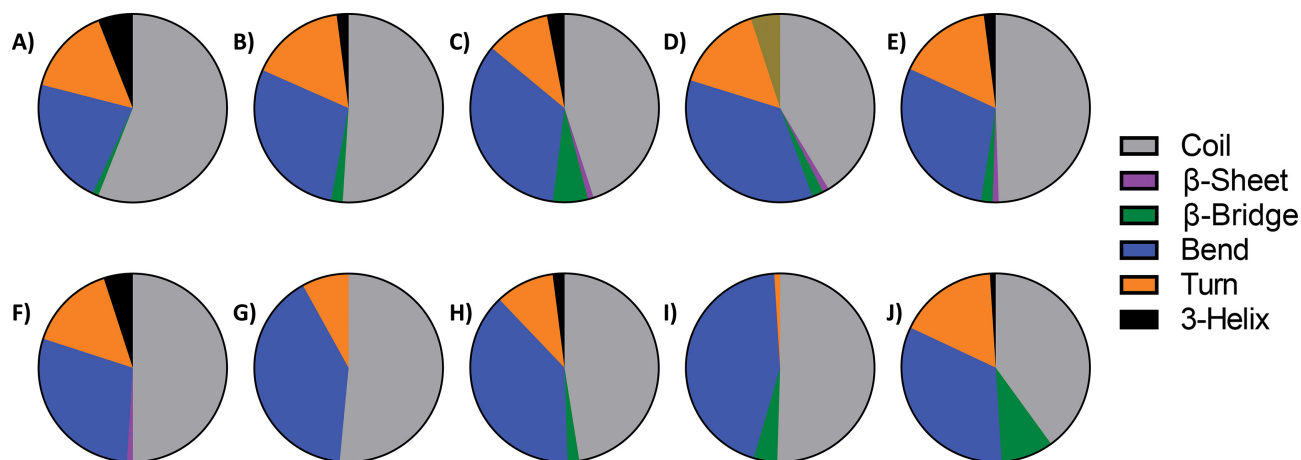 A)
B)
C)
D)
E)
Coil
β-Sheet
β-Bridge
Bend
Turn
3-Helix
F)
G)
H)
I)
J)